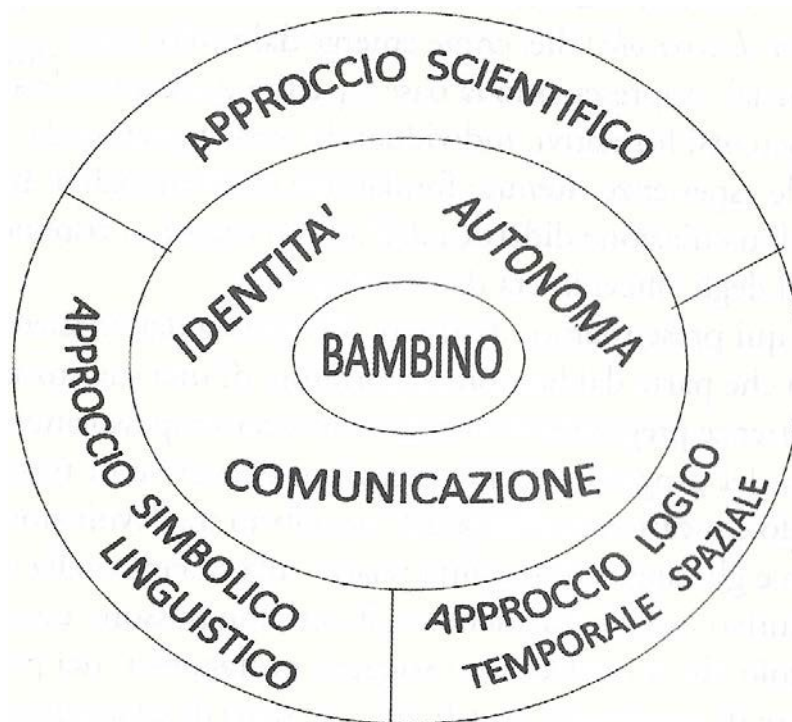 APPROCCIO SCIENTIFICO
IDENTITA'
AUTONOMIA
BAMBINO
COMUNICAZIONE
APPROCCIO SIMBOLICO
LINGUISTICO
APPROCCIO LOGICO
TEMPORALE SPAZIALE